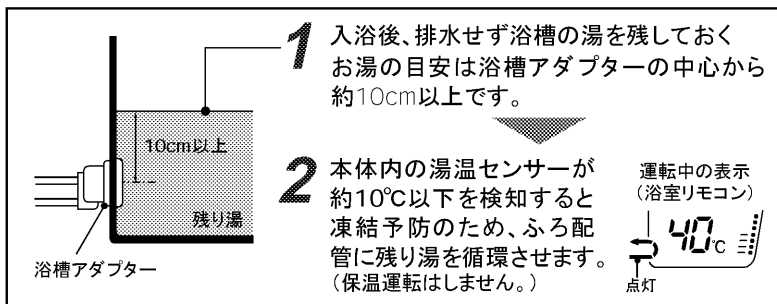 1 入浴後、排水せず浴槽の湯を残しておく
お湯の目安は浴槽アダプターの中心から
約10cm以上です。
10cm以上
残り湯
浴槽アダプター
2 本体内の湯温センサーが
約10℃以下を検知すると
凍結予防のため、ふろ配
管に残り湯を循環させます。
(保温運転はしません。)
運転中の表示
(浴室リモコン)
40℃
点灯